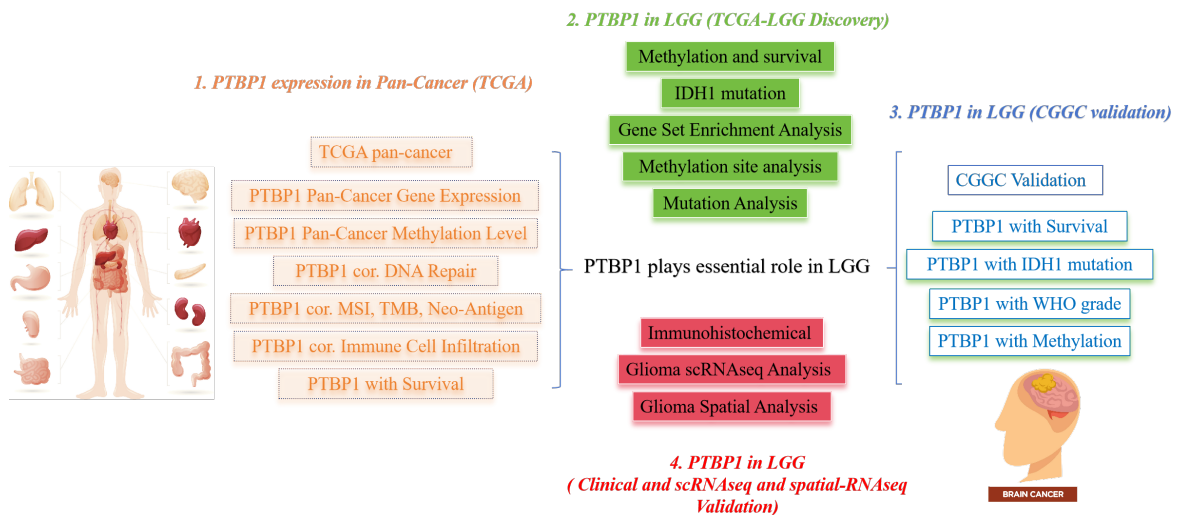 1. PTBP1 expression in Pan-Cancer (TCGA)
TCGA pan-cancer
PTBP1 Pan-Cancer Gene Expression
PTBP1 Pan-Cancer Methylation Level
PTBP1 cor. DNA Repair
PTBP1 cor. MSI, TMB, Neo-Antigen
PTBP1 cor. Immune Cell Infiltration
PTBP1 with Survival
2. PTBP1 in LGG (TCGA-LGG Discovery)
Methylation and survival
IDH1 mutation
Gene Set Enrichment Analysis
Methylation site analysis
Mutation Analysis
PTBP1 plays essential role in LGG
Immunohistochemical
Glioma scRNAseq Analysis
Glioma Spatial Analysis
4. PTBP1 in LGG
( Clinical and scRNAseq and spatial-RNAseq
Validation)
3. PTBP1 in LGG (CGGC validation)
CGGC Validation
PTBP1 with Survival
PTBP1 with IDH1 mutation
PTBP1 with WHO grade
PTBP1 with Methylation
BRAIN CANCER